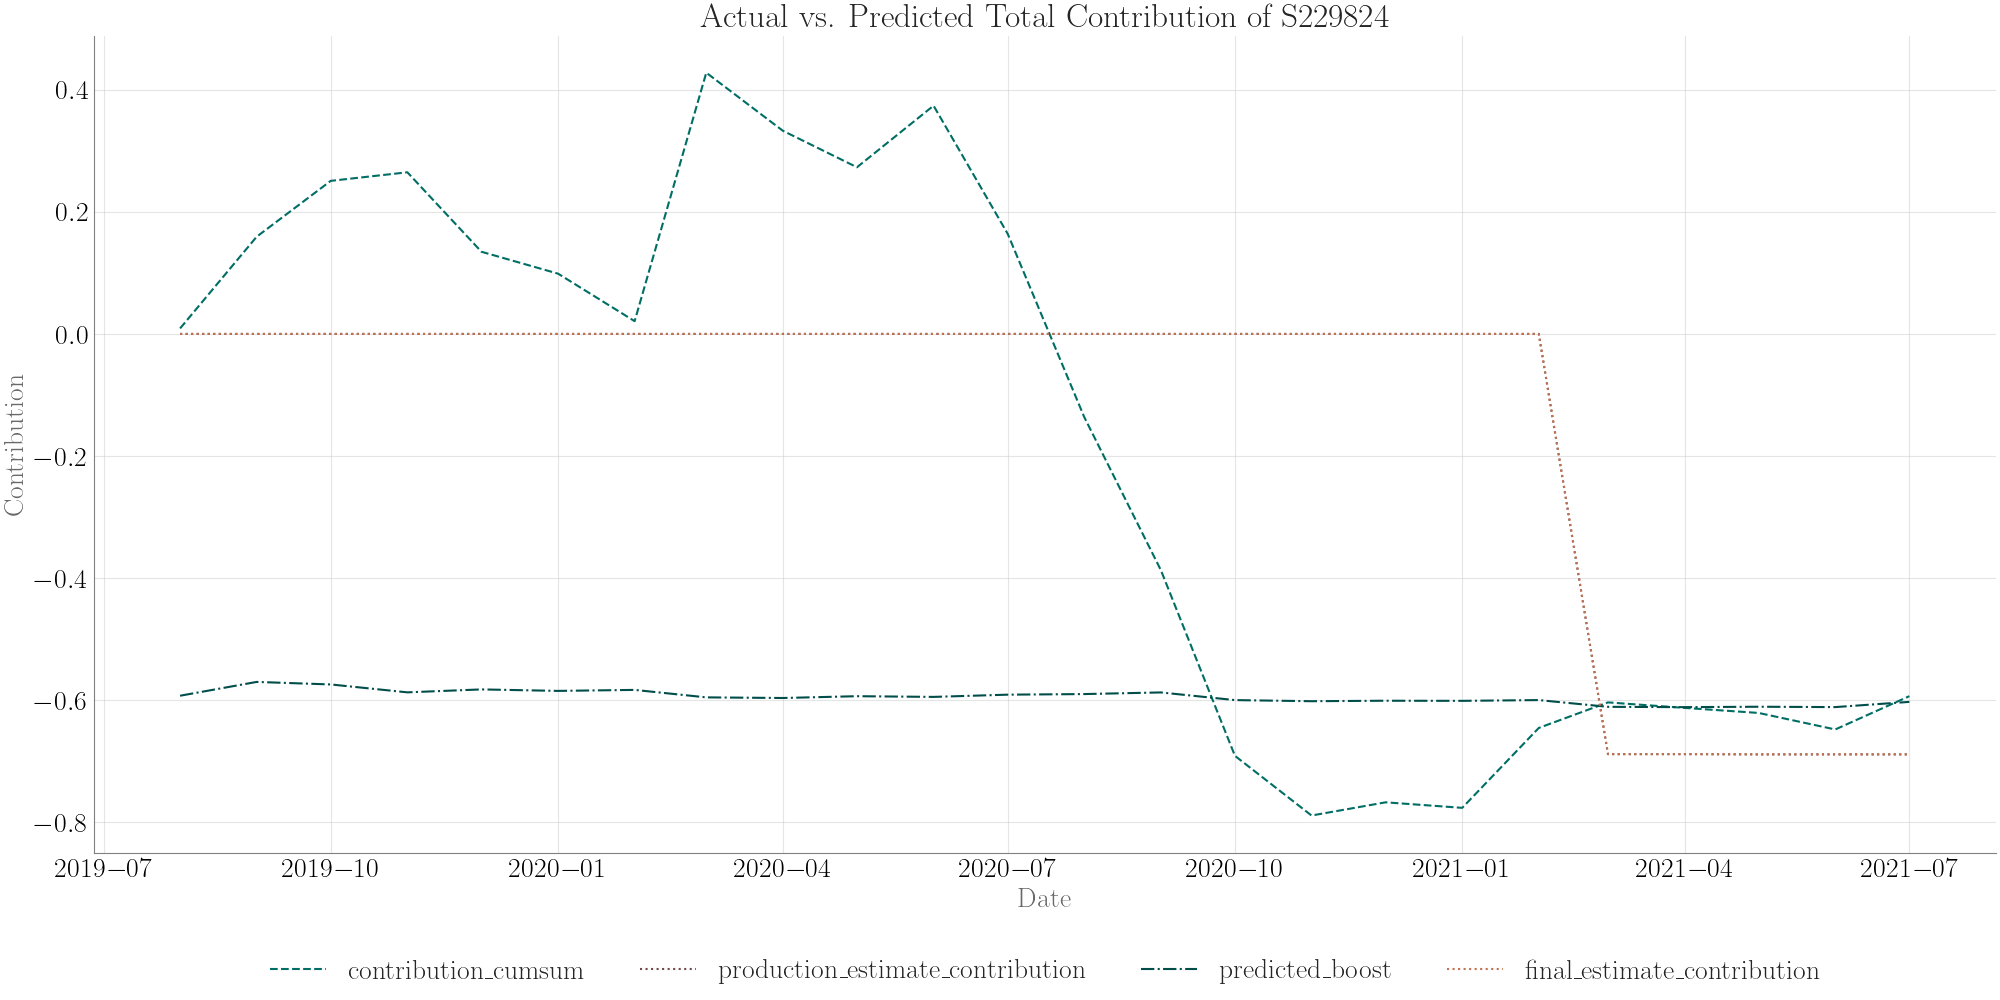 Actual vs. Predicted Total Contribution of S229824
Contribution
0.4
0.2
0.0
−0.2
−0.4
−0.6
−0.8
2019−07 2019−10 2020−01 2020−04 2020−07 2020−10 2021−01 2021−04 2021−07
Date
contribution_cumsum production_estimate_contribution predicted_boost final_estimate_contribution